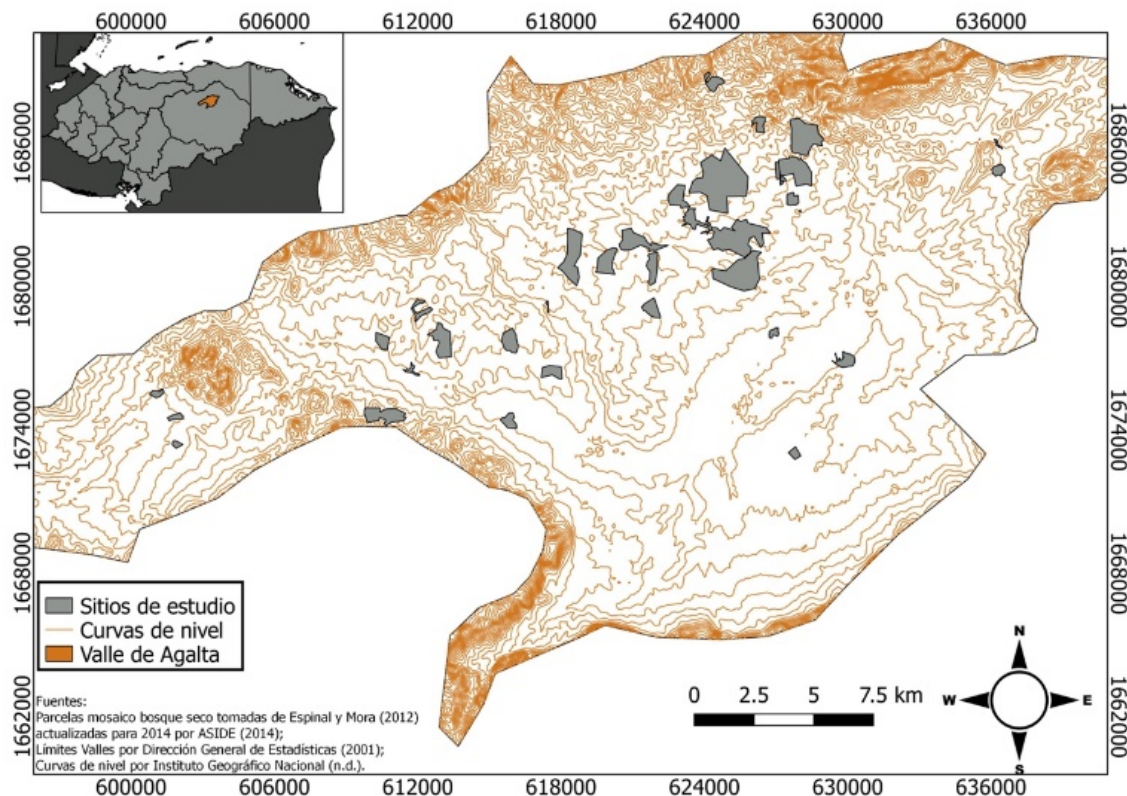 600000 606000 612000 618000 624000 630000 636000
1686000 1686000
1680000 1680000
1674000 1674000
1668000 1668000
1662000 1662000
Sitios de estudio
Curvas de nivel
Valle de Agalta
Fuentes:
Parcelas mosaico bosque seco tomadas de Espinal y Mora (2012)
actualizadas para 2014 por ASIDE (2014);
Límites Valles por Dirección General de Estadísticas (2001);
Curvas de nivel por Instituto Geográfico Nacional (n.d.).
0 2.5 5 7.5 km
N
W E
S
600000 606000 612000 618000 624000 630000 636000